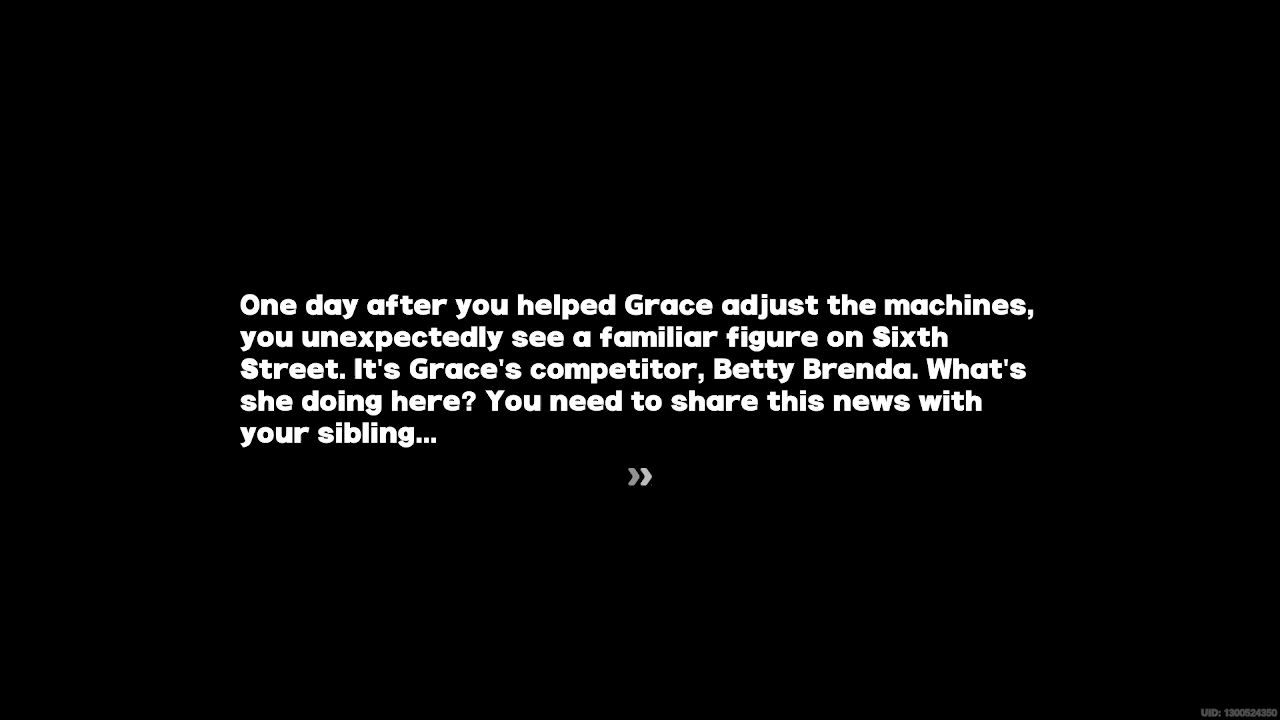 One day after you helped Grace adjust the machines,
you unexpectedly see a familiar figure on Sixth
Street. It's Grace's competitor, Betty Brenda. What's
she doing here? You need to share this news with
your sibling...
UID: 1300524350